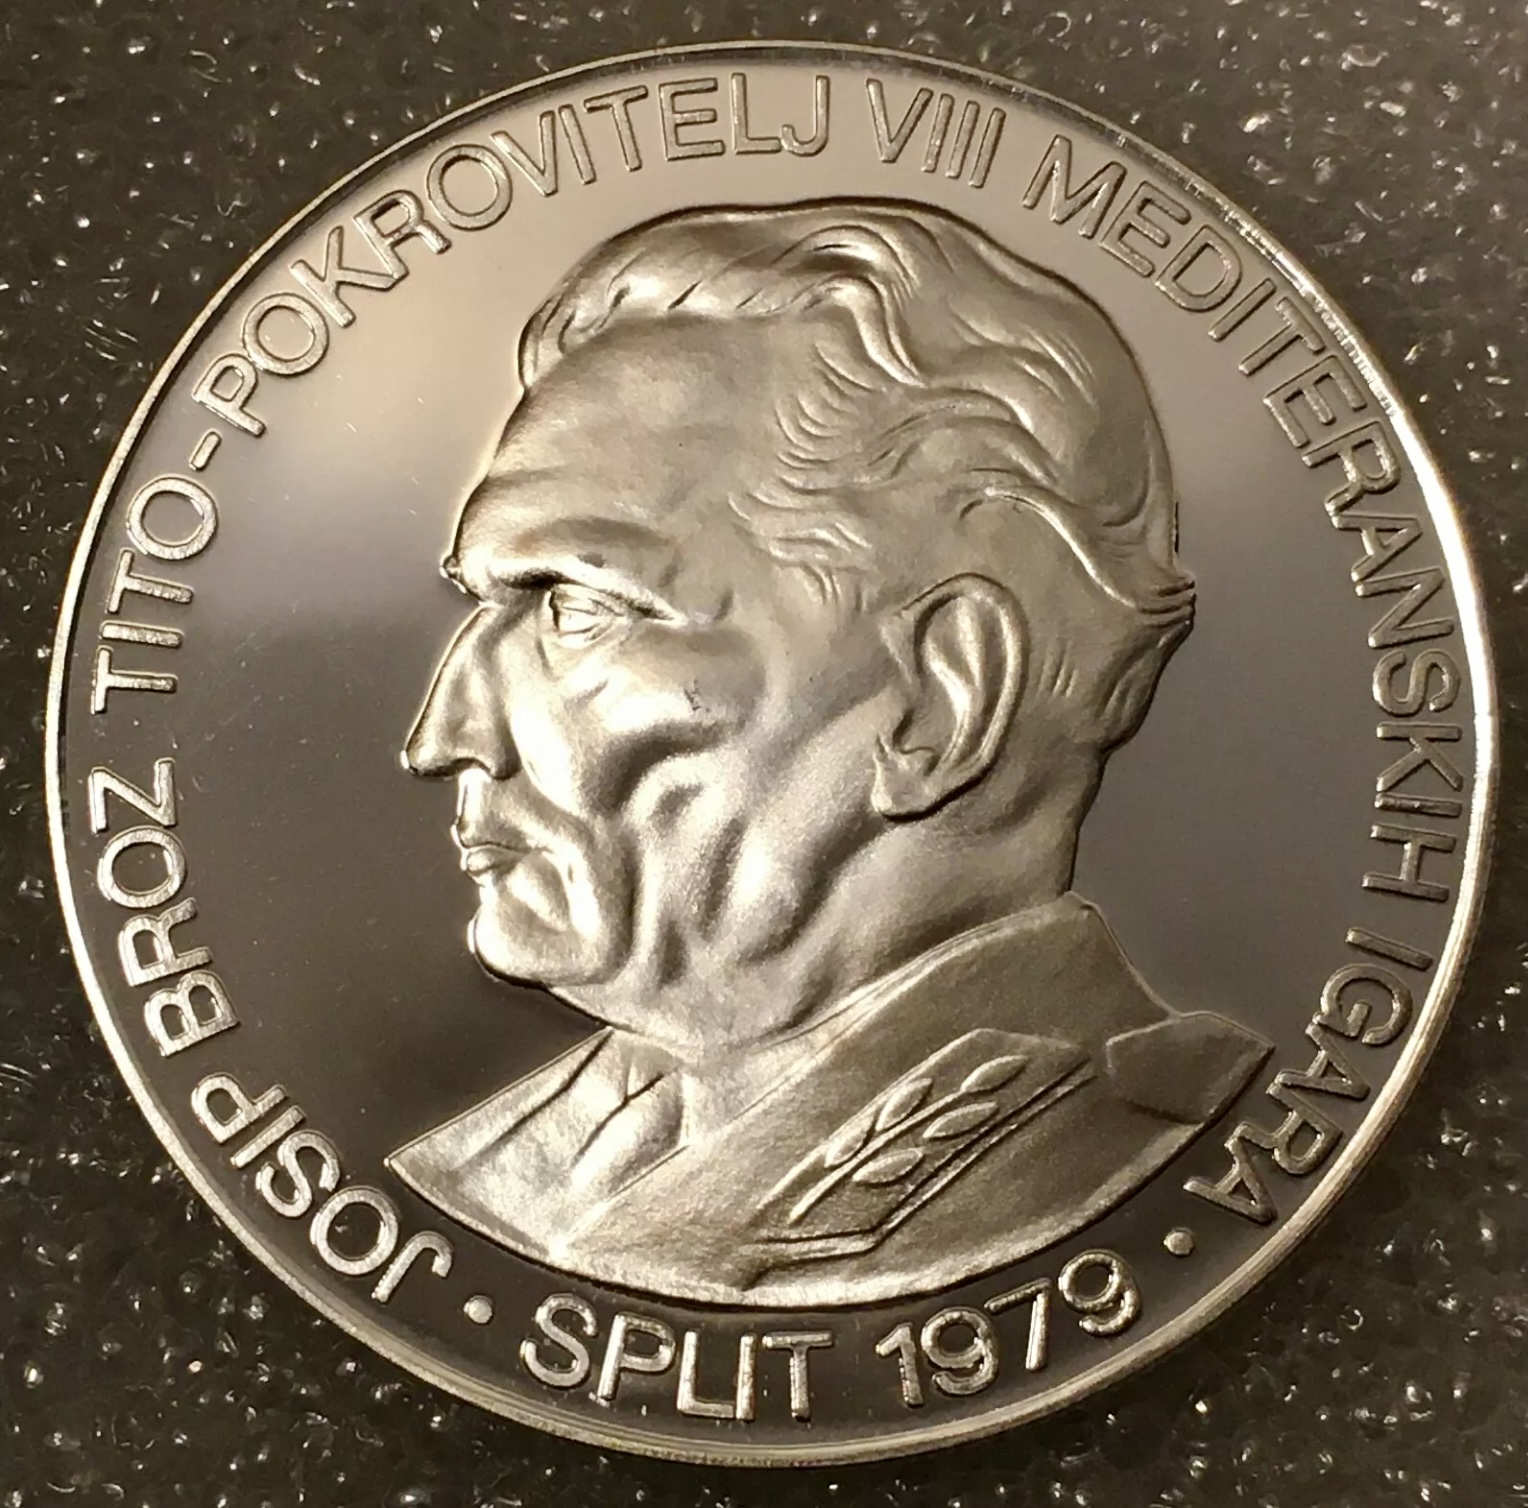 JOSIP BROZ TITO-POKROVITELJ VIII MEDITERANSKIH IGARA
• SPLIT 1979 •